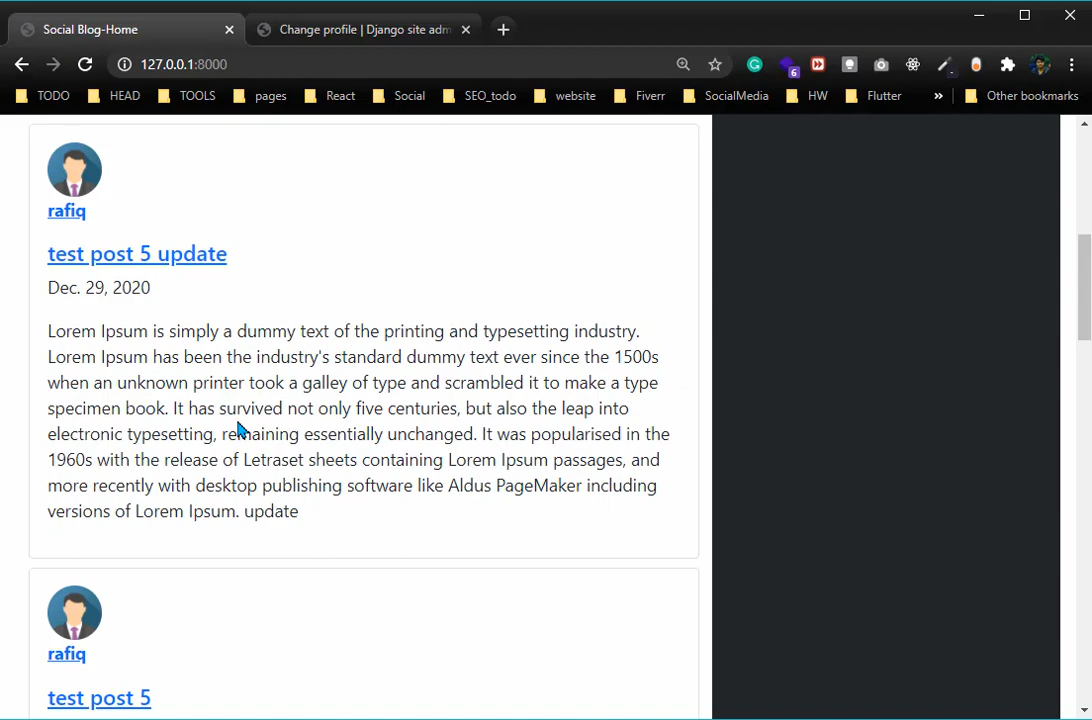 Social Blog-Home
Change profile | Django site adm
127.0.0.1:8000
6
TODO HEAD TOOLS pages React Social SEO_todo website Fiverr SocialMedia HW Flutter » Other bookmarks
rafiq
test post 5 update
Dec. 29, 2020
Lorem Ipsum is simply a dummy text of the printing and typesetting industry.
Lorem Ipsum has been the industry's standard dummy text ever since the 1500s
when an unknown printer took a galley of type and scrambled it to make a type
specimen book. It has survived not only five centuries, but also the leap into
electronic typesetting, remaining essentially unchanged. It was popularised in the
1960s with the release of Letraset sheets containing Lorem Ipsum passages, and
more recently with desktop publishing software like Aldus PageMaker including
versions of Lorem Ipsum. update
rafiq
test post 5